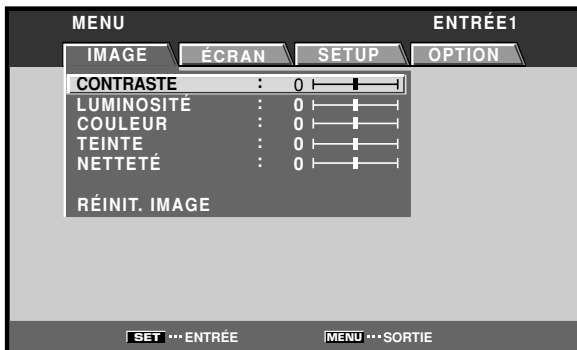 MENU ENTRÉE1
IMAGE ÉCRAN SETUP OPTION
CONTRASTE : 0
LUMINOSITÉ : 0
COULEUR : 0
TEINTE : 0
NETTETÉ : 0
RÉINIT. IMAGE
SET ··· ENTRÉE MENU ··· SORTIE